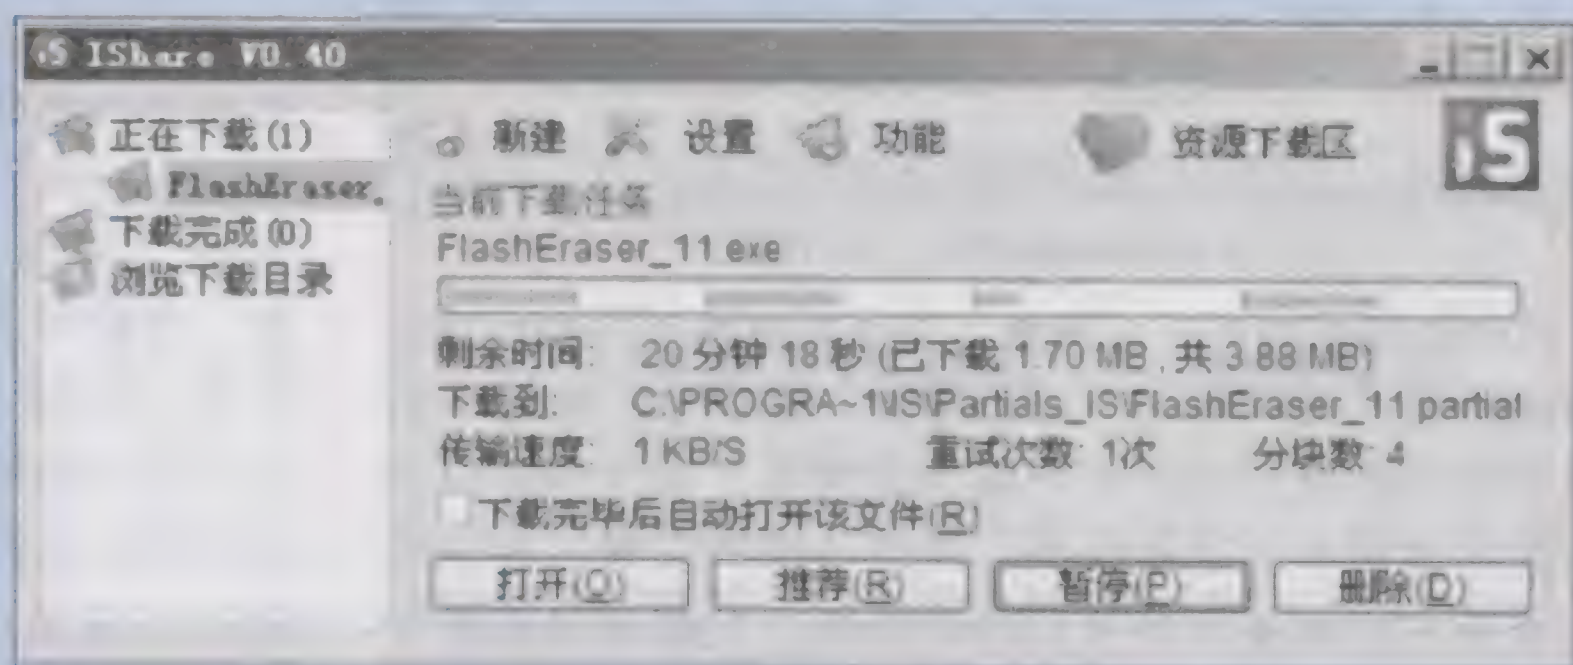 iS IShare V0.40
正在下载(1)
FlashEraser.
下载完成(0)
浏览下载目录
新建 设置 功能 资源下载区
iS
当前下载任务
FlashEraser_11.exe
剩余时间: 20 分钟 18 秒 (已下载 1.70 MB, 共 3.88 MB)
下载到: C:\PROGRA~1\IS\Partials_IS\FlashEraser_11.partial
传输速度: 1 KB/S 重试次数: 1次 分块数: 4
下载完毕后自动打开该文件(R)
打开(O) 推荐(R) 暂停(P) 删除(D)